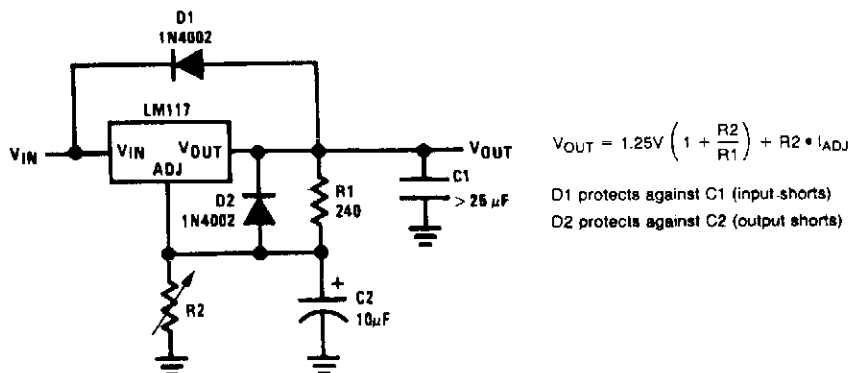 D1
1N4002
LM117
VIN
VIN
VOUT
ADJ
VOUT
D2
1N4002
R1
240
C1
> 25 µF
R2
+
C2
10µF
VOUT = 1.25V (1 + R2/R1) + R2 • IADJ
D1 protects against C1 (input shorts)
D2 protects against C2 (output shorts)